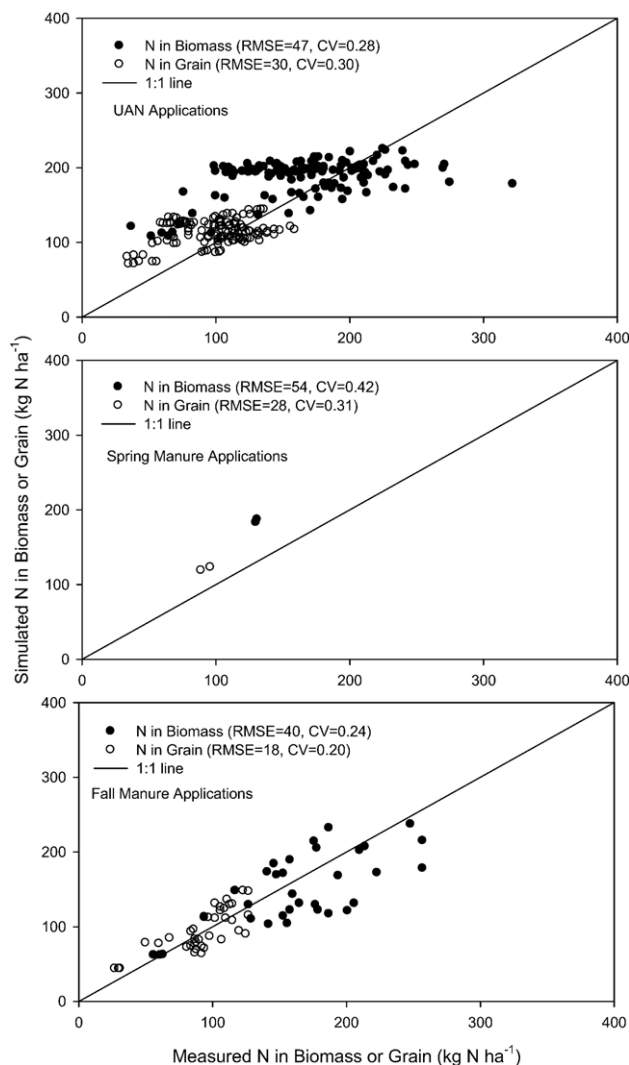 400
N in Biomass (RMSE=47, CV=0.28)
N in Grain (RMSE=30, CV=0.30)
1:1 line
UAN Applications
300
200
100
0
0 100 200 300 400
400
N in Biomass (RMSE=54, CV=0.42)
N in Grain (RMSE=28, CV=0.31)
1:1 line
Spring Manure Applications
300
200
100
0
0 100 200 300 400
Simulated N in Biomass or Grain (kg N ha⁻¹)
400
N in Biomass (RMSE=40, CV=0.24)
N in Grain (RMSE=18, CV=0.20)
1:1 line
Fall Manure Applications
300
200
100
0
0 100 200 300 400
Measured N in Biomass or Grain (kg N ha⁻¹)